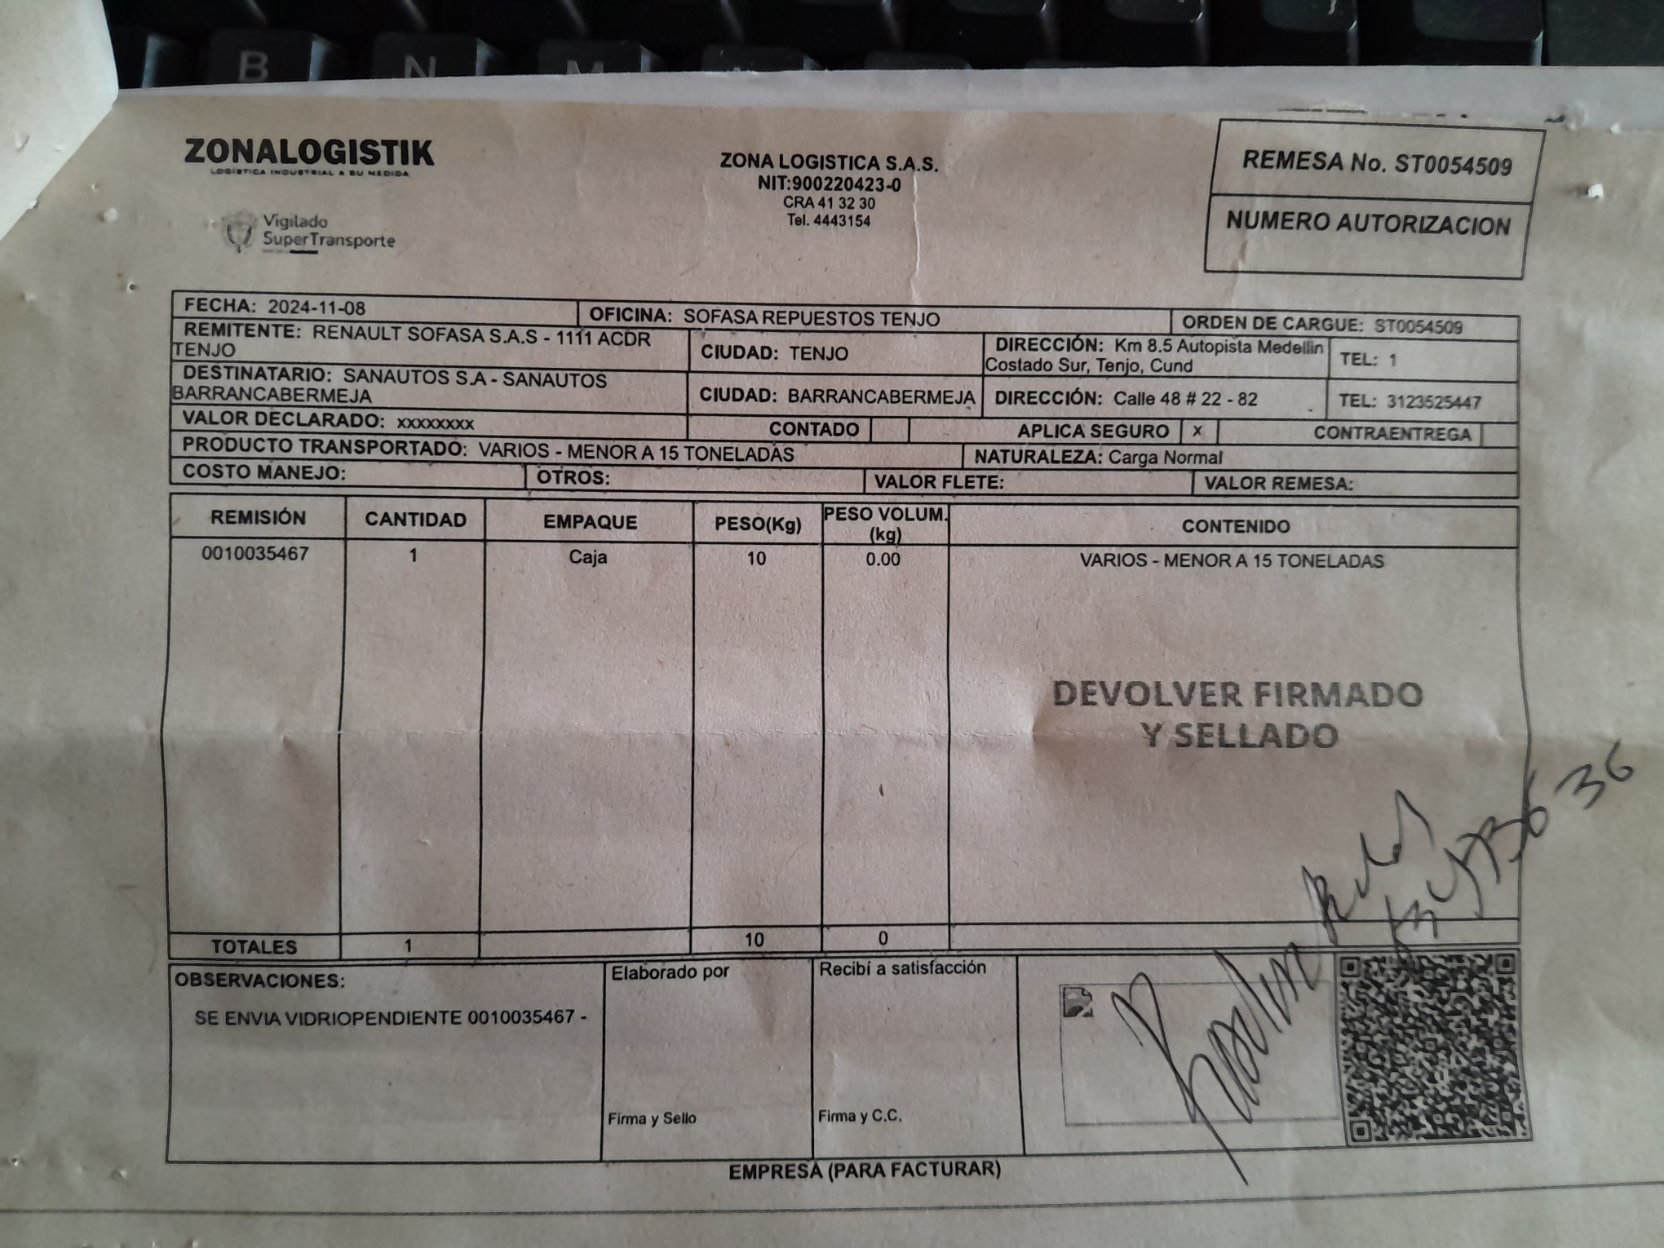 B N M
ZONALOGISTIK
LOGÍSTICA INDUSTRIAL A SU MEDIDA
Vigilado
SuperTransporte
ZONA LOGISTICA S.A.S.
NIT:900220423-0
CRA 41 32 30
Tel. 4443154
REMESA No. ST0054509
NUMERO AUTORIZACION
FECHA: 2024-11-08 OFICINA: SOFASA REPUESTOS TENJO ORDEN DE CARGUE: ST0054509
REMITENTE: RENAULT SOFASA S.A.S - 1111 ACDR
TENJO
CIUDAD: TENJO
DIRECCIÓN: Km 8.5 Autopista Medellin
Costado Sur, Tenjo, Cund
TEL: 1
DESTINATARIO: SANAUTOS S.A - SANAUTOS
BARRANCABERMEJA
CIUDAD: BARRANCABERMEJA DIRECCIÓN: Calle 48 # 22 - 82 TEL: 3123525447
VALOR DECLARADO: xxxxxxxx CONTADO APLICA SEGURO X CONTRAENTREGA
PRODUCTO TRANSPORTADO: VARIOS - MENOR A 15 TONELADAS NATURALEZA: Carga Normal
COSTO MANEJO: OTROS: VALOR FLETE: VALOR REMESA:
REMISIÓN CANTIDAD EMPAQUE PESO(Kg) PESO VOLUM.
(kg)
CONTENIDO
0010035467 1 Caja 10 0.00 VARIOS - MENOR A 15 TONELADAS
DEVOLVER FIRMADO
Y SELLADO
TOTALES 1 10 0
OBSERVACIONES:
SE ENVIA VIDRIOPENDIENTE 0010035467 -
Elaborado por
Firma y Sello
Recibí a satisfacción
Firma y C.C.
EMPRESA (PARA FACTURAR)